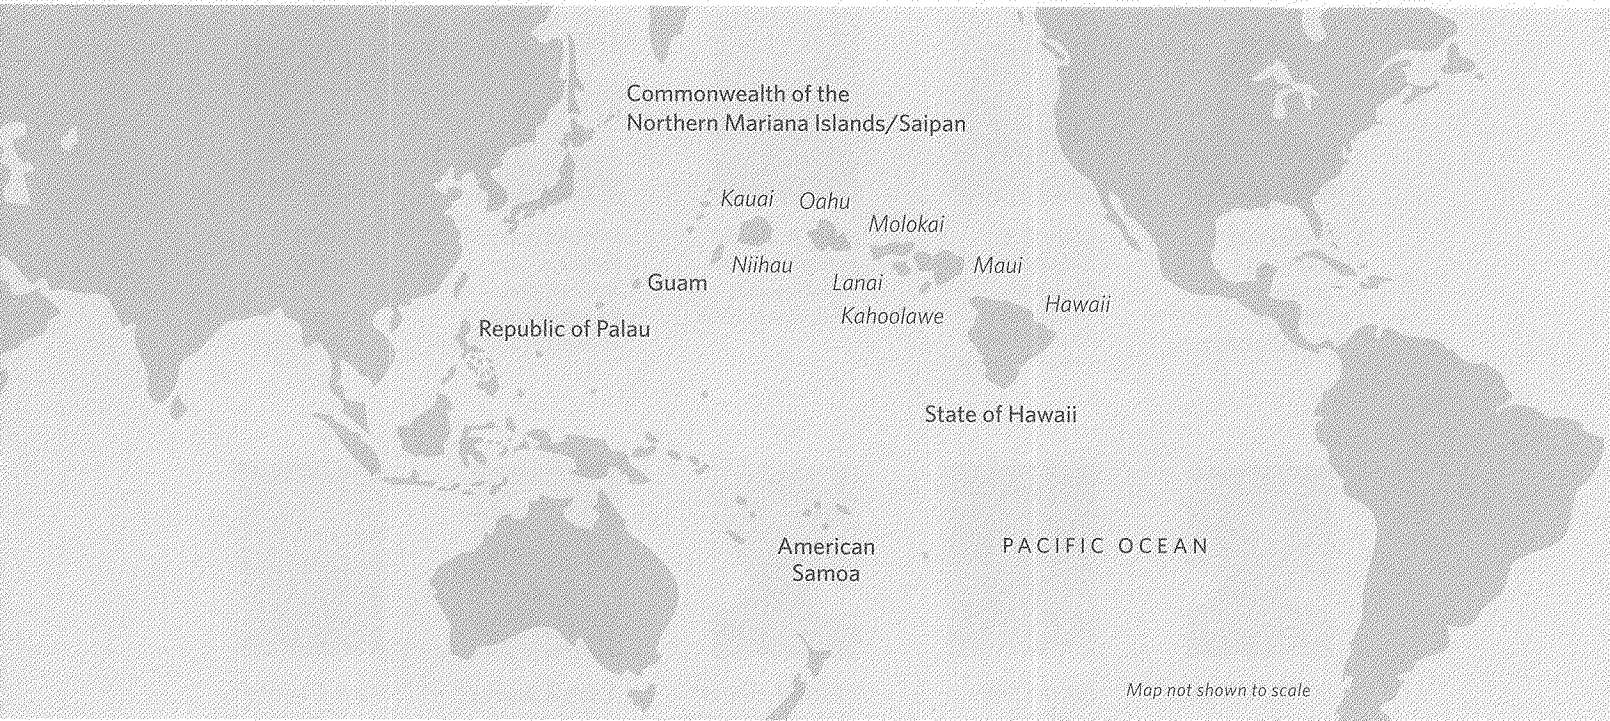 Commonwealth of the
Northern Mariana Islands/Saipan
Kauai
Oahu
Molokai
Niihau
Maui
Guam
Lanai
Hawaii
Kahoolawe
Republic of Palau
State of Hawaii
American
Samoa
PACIFIC OCEAN
Map not shown to scale